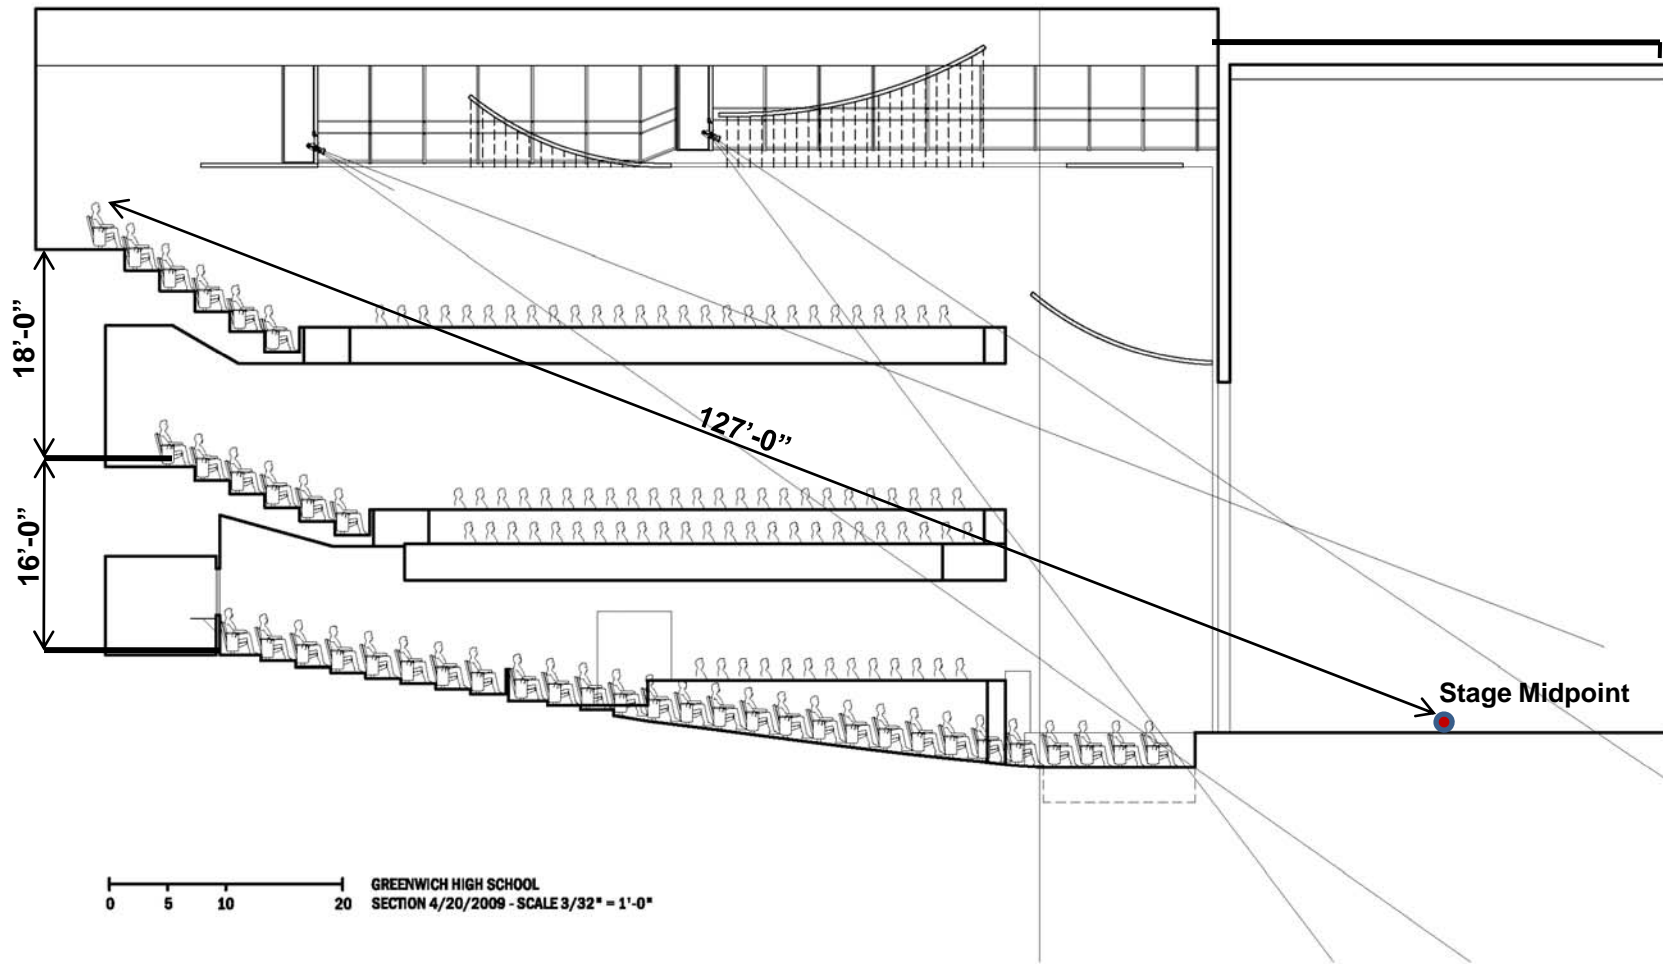 18’-0”
127’-0”
16’-0”
Stage Midpoint
0 5 10 20
GREENWICH HIGH SCHOOL
SECTION 4/20/2009 - SCALE 3/32" = 1'-0"